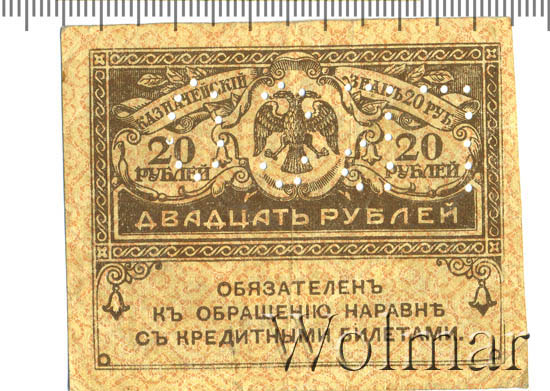 КАЗНАЧЕЙСКІЙ ЗНАКЪ 20 РУБ.
20 РУБЛЕЙ 20 РУБЛЕЙ
ДВАДЦАТЬ РУБЛЕЙ
ОБЯЗАТЕЛЕНЪ
КЪ ОБРАЩЕНІЮ НАРАВНѢ
СЪ КРЕДИТНЫМИ БИЛЕТАМИ.
Wolmar